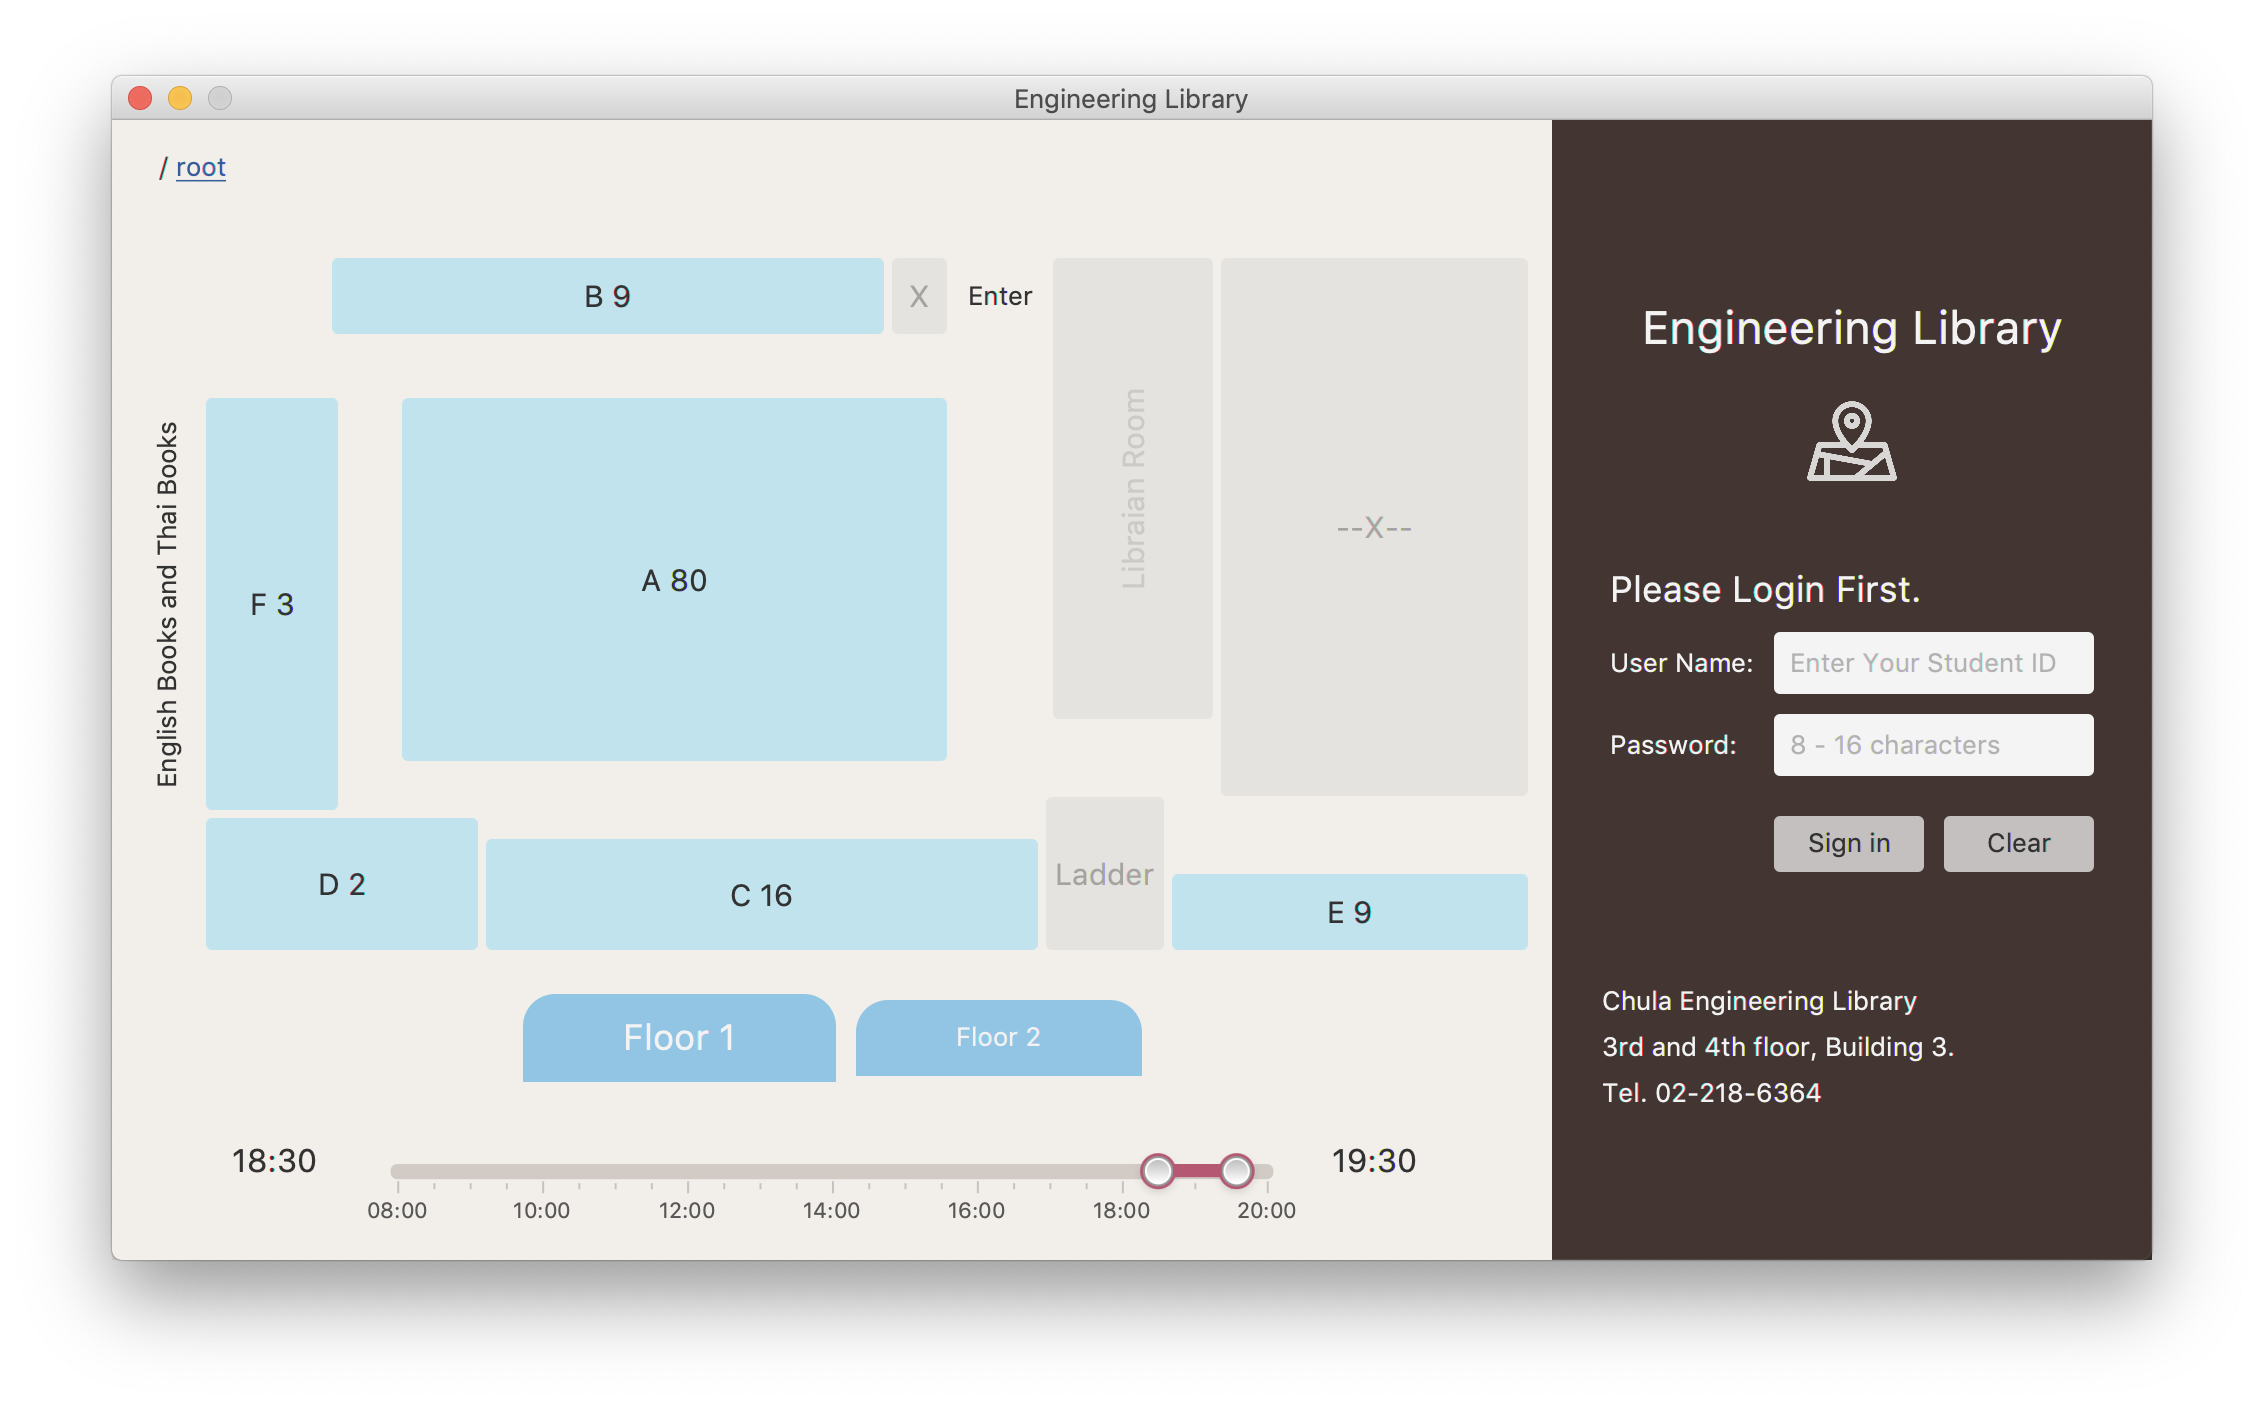 Engineering Library
/ root
B 9
X
Enter
English Books and Thai Books
F 3
A 80
Libraian Room
--X--
D 2
C 16
Ladder
E 9
Floor 1
Floor 2
18:30
19:30
08:00
10:00
12:00
14:00
16:00
18:00
20:00
Engineering Library
Please Login First.
User Name: Enter Your Student ID
Password: 8 - 16 characters
Sign in
Clear
Chula Engineering Library
3rd and 4th floor, Building 3.
Tel. 02-218-6364